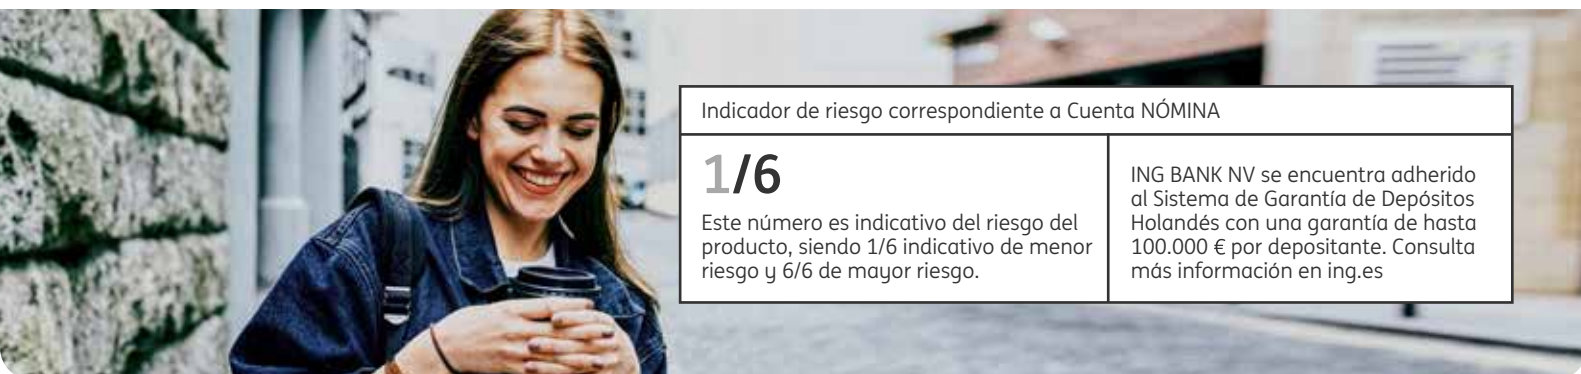 Indicador de riesgo correspondiente a Cuenta NÓMINA
1/6
Este número es indicativo del riesgo del
producto, siendo 1/6 indicativo de menor
riesgo y 6/6 de mayor riesgo.
ING BANK NV se encuentra adherido
al Sistema de Garantía de Depósitos
Holandés con una garantía de hasta
100.000 € por depositante. Consulta
más información en ing.es